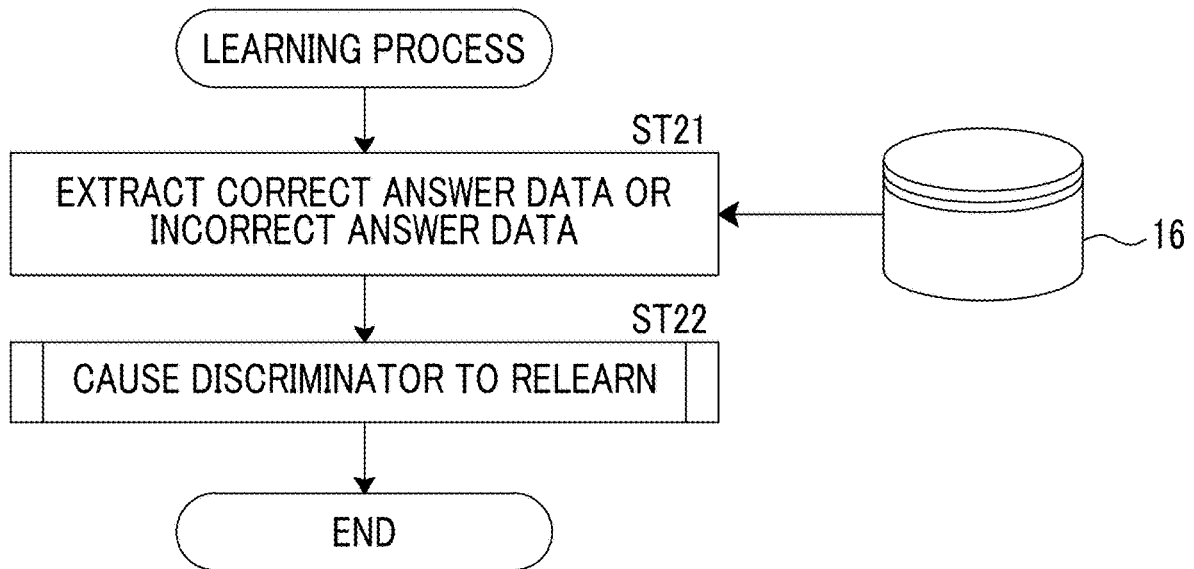 LEARNING PROCESS
ST21
EXTRACT CORRECT ANSWER DATA OR
INCORRECT ANSWER DATA
16
ST22
CAUSE DISCRIMINATOR TO RELEARN
END